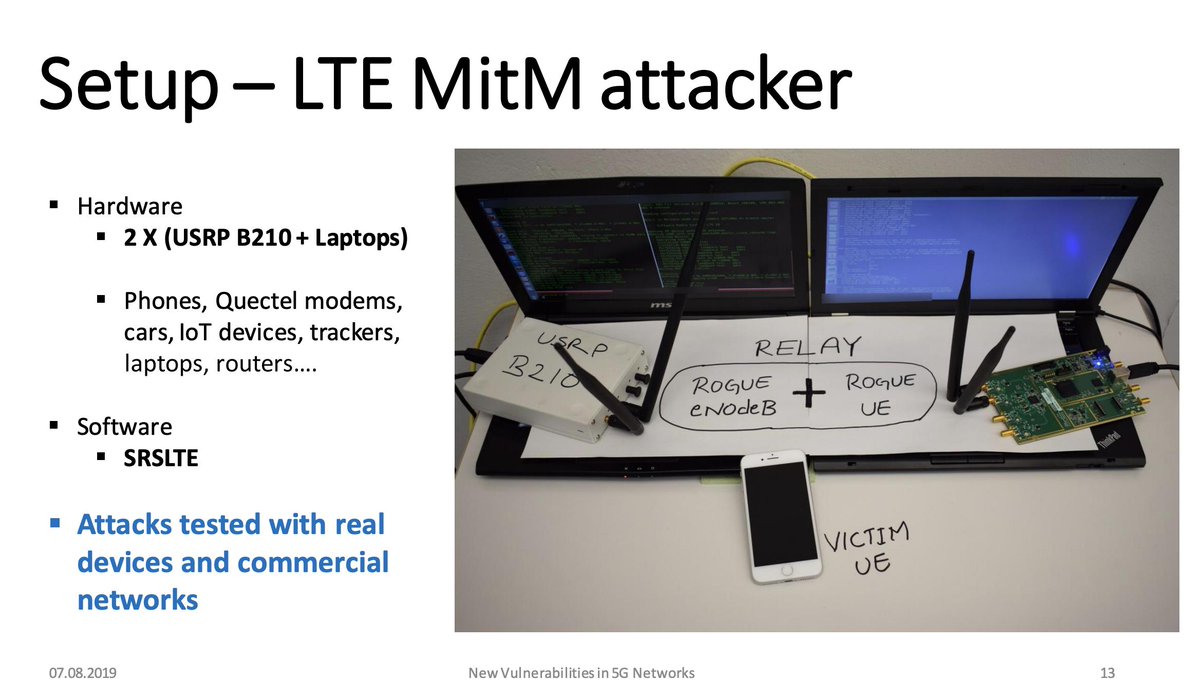 Setup – LTE MitM attacker
▪ Hardware
▪ 2 X (USRP B210 + Laptops)
▪ Phones, Quectel modems,
cars, IoT devices, trackers,
laptops, routers….
▪ Software
▪ SRSLTE
▪ Attacks tested with real
devices and commercial
networks
msi
USRP
B210
RELAY
ROGUE
eNodeB
+
ROGUE
UE
ThinkPad
VICTIM
UE
07.08.2019
New Vulnerabilities in 5G Networks
13